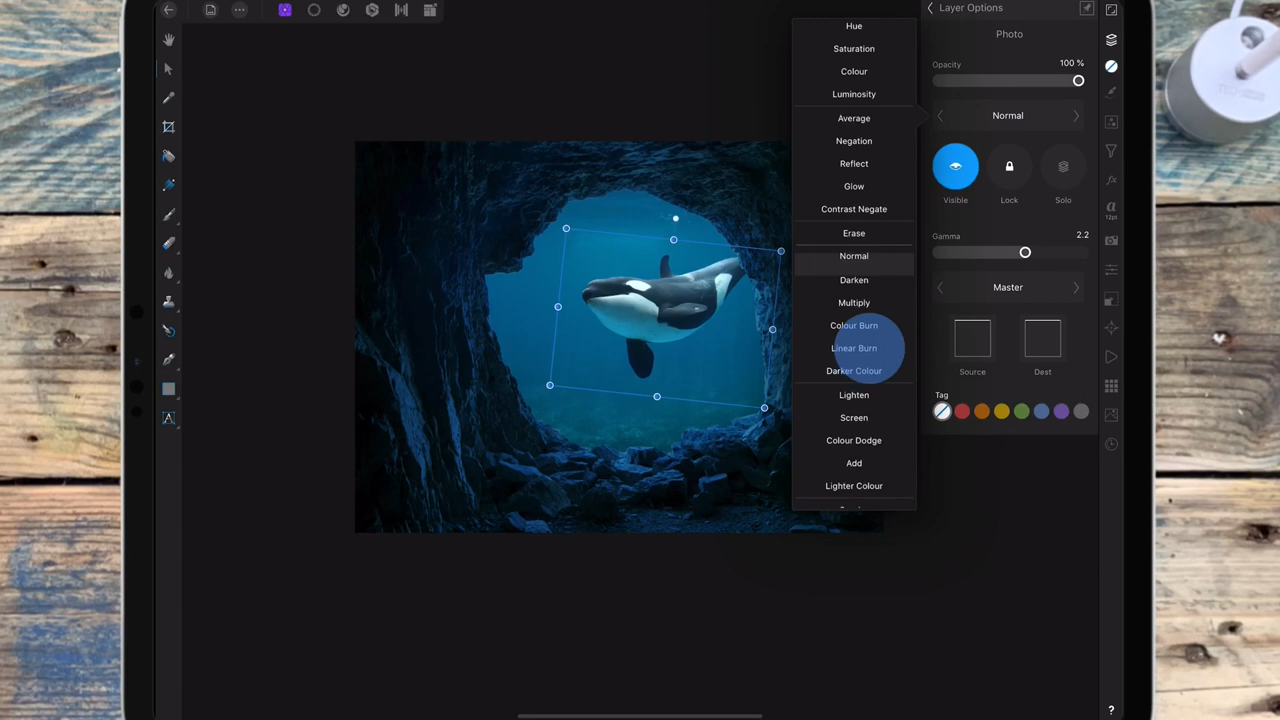 Layer Options
Photo
Opacity
100 %
Normal
Visible
Lock
Solo
Gamma
2.2
Master
Source
Dest
Tag
Hue
Saturation
Colour
Luminosity
Average
Negation
Reflect
Glow
Contrast Negate
Erase
Normal
Darken
Multiply
Colour Burn
Linear Burn
Darker Colour
Lighten
Screen
Colour Dodge
Add
Lighter Colour
fx
a
12pt
A
?